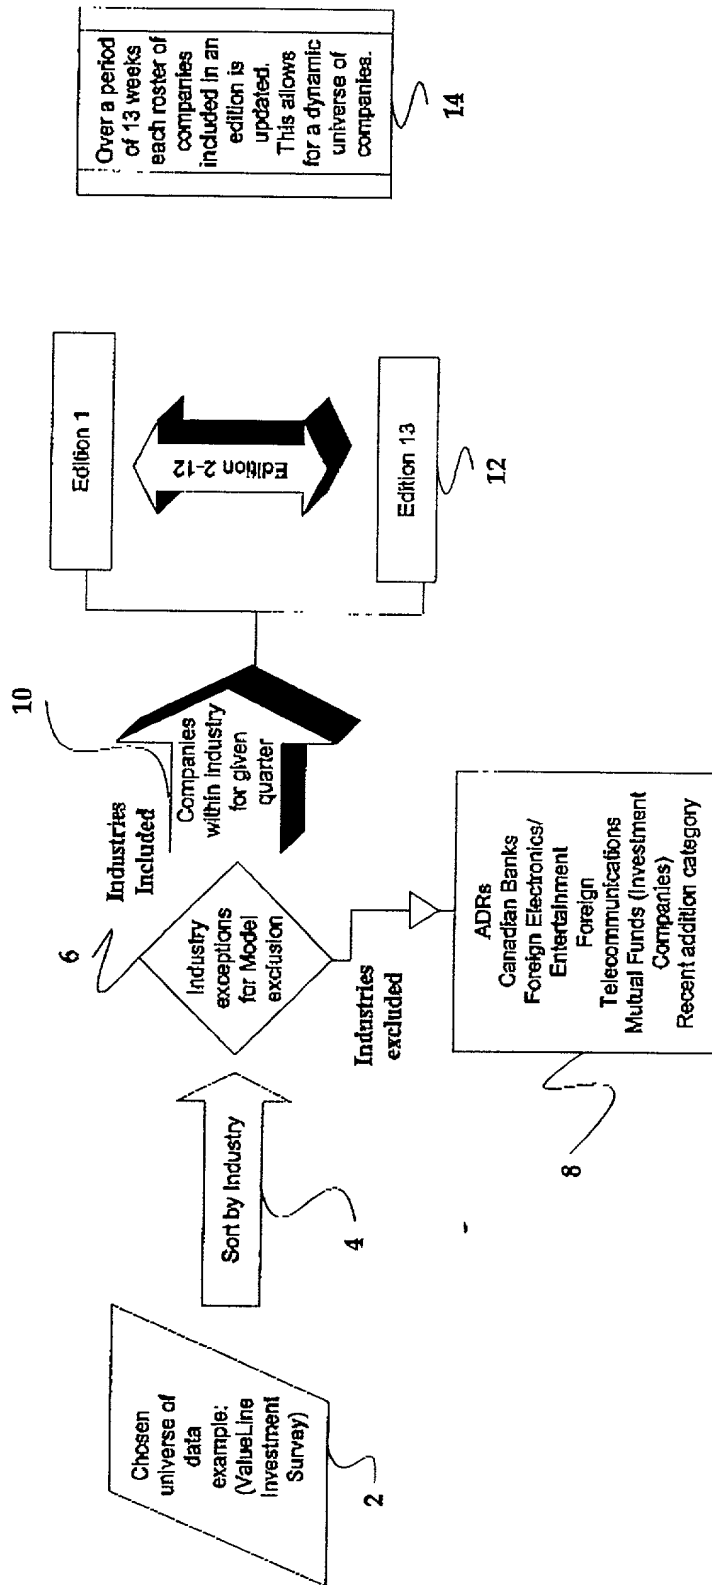 Chosen
universe of
data
example:
(ValueLine
Investment
Survey)
2
Sort by Industry
4
6
Industry
exceptions
for Model
exclusion
Industries
excluded
ADRs
Canadian Banks
Foreign Electronics/
Entertainment
Foreign
Telecommunications
Mutual Funds (Investment
Companies)
Recent addition category
8
Industries
Included
10
Companies
within industry
for given
quarter
Edition 1
Edition 2-12
Edition 13
12
Over a period
of 13 weeks
each roster of
companies
included in an
edition is
updated.
This allows
for a dynamic
universe of
companies.
14